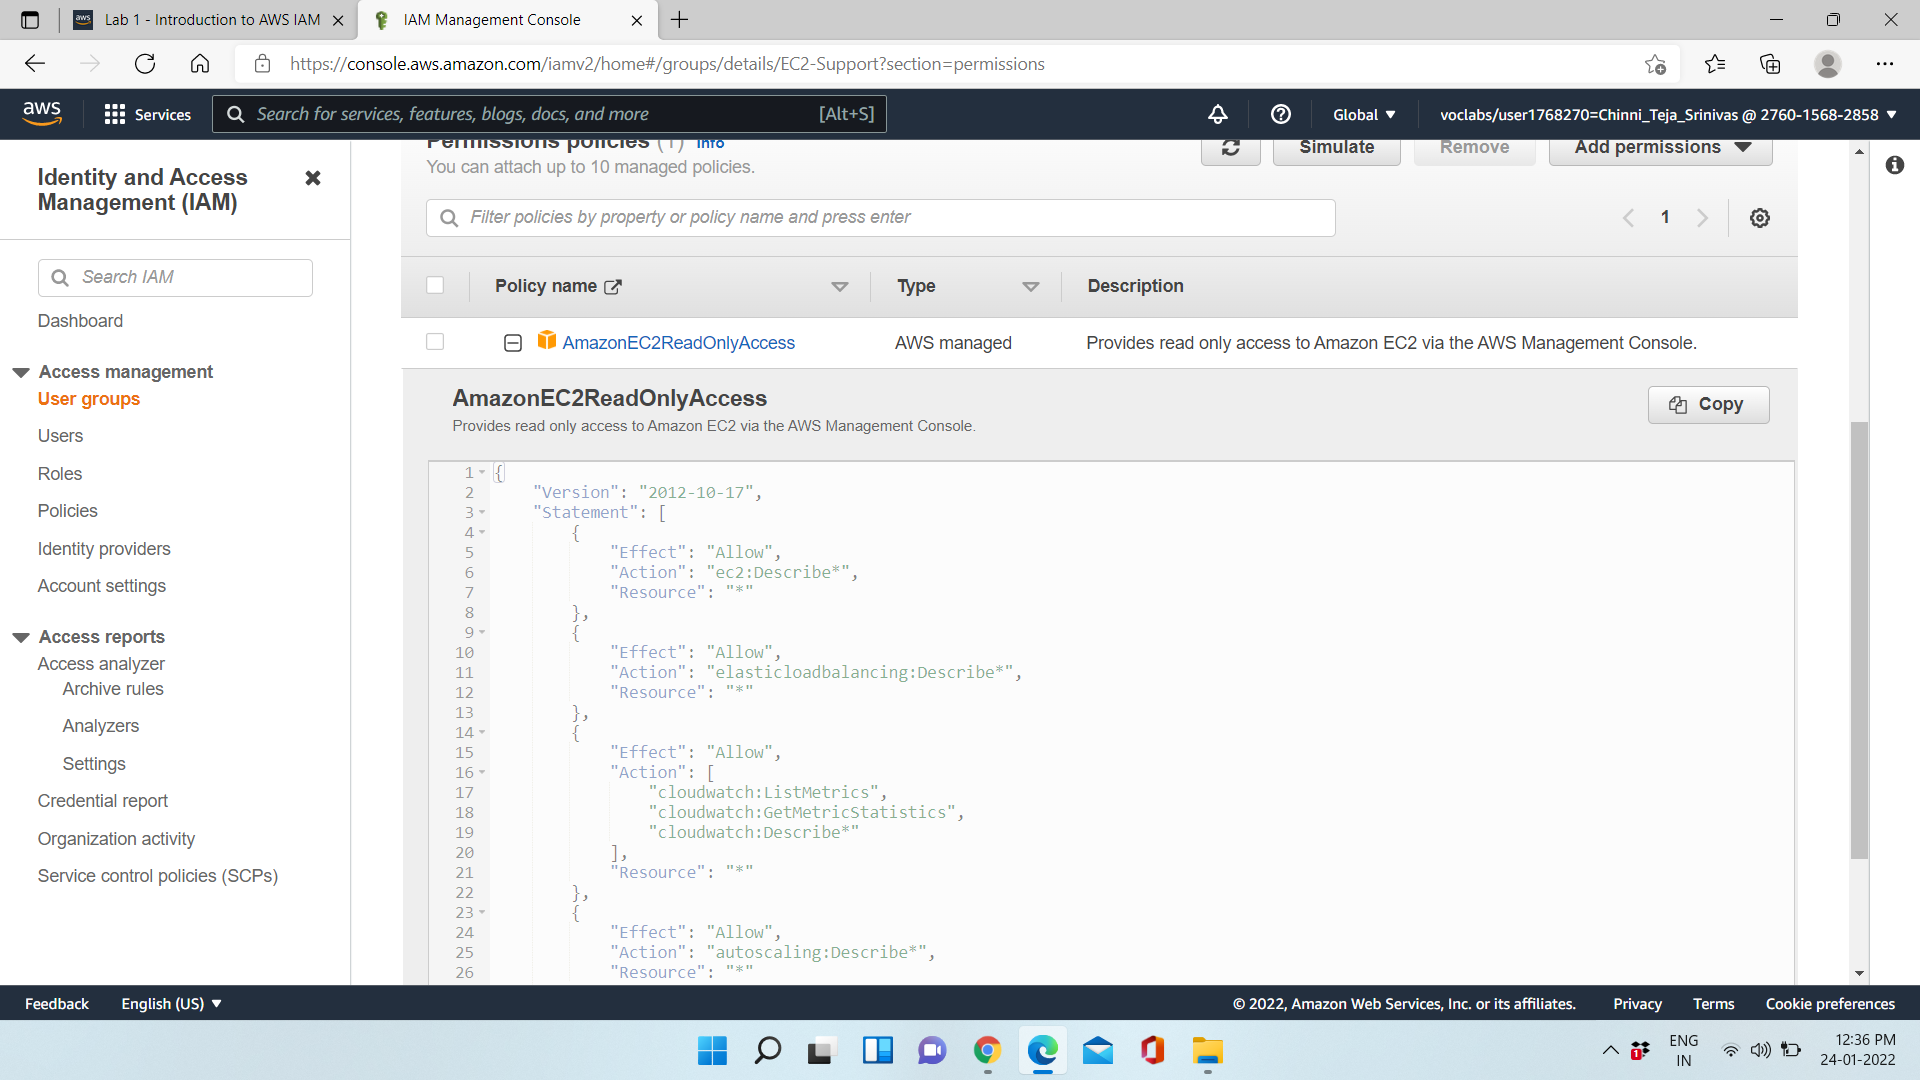 Lab 1 - Introduction to AWS IAM
IAM Management Console
https://console.aws.amazon.com/iamv2/home#/groups/details/EC2-Support?section=permissions
aws
Services
Search for services, features, blogs, docs, and more
[Alt+S]
Global
voclabs/user1768270=Chinni_Teja_Srinivas @ 2760-1568-2858
Identity and Access Management (IAM)
Search IAM
Dashboard
Access management
User groups
Users
Roles
Policies
Identity providers
Account settings
Access reports
Access analyzer
Archive rules
Analyzers
Settings
Credential report
Organization activity
Service control policies (SCPs)
Permissions policies (1) Info
You can attach up to 10 managed policies.
Simulate
Remove
Add permissions
Filter policies by property or policy name and press enter
1
Policy name
Type
Description
AmazonEC2ReadOnlyAccess
AWS managed
Provides read only access to Amazon EC2 via the AWS Management Console.
AmazonEC2ReadOnlyAccess
Provides read only access to Amazon EC2 via the AWS Management Console.
Copy
1 {
2 "Version": "2012-10-17",
3 "Statement": [
4 {
5 "Effect": "Allow",
6 "Action": "ec2:Describe*",
7 "Resource": "*"
8 },
9 {
10 "Effect": "Allow",
11 "Action": "elasticloadbalancing:Describe*",
12 "Resource": "*"
13 },
14 {
15 "Effect": "Allow",
16 "Action": [
17 "cloudwatch:ListMetrics",
18 "cloudwatch:GetMetricStatistics",
19 "cloudwatch:Describe*"
20 ],
21 "Resource": "*"
22 },
23 {
24 "Effect": "Allow",
25 "Action": "autoscaling:Describe*",
26 "Resource": "*"
Feedback
English (US)
© 2022, Amazon Web Services, Inc. or its affiliates.
Privacy
Terms
Cookie preferences
1
ENG
IN
12:36 PM
24-01-2022